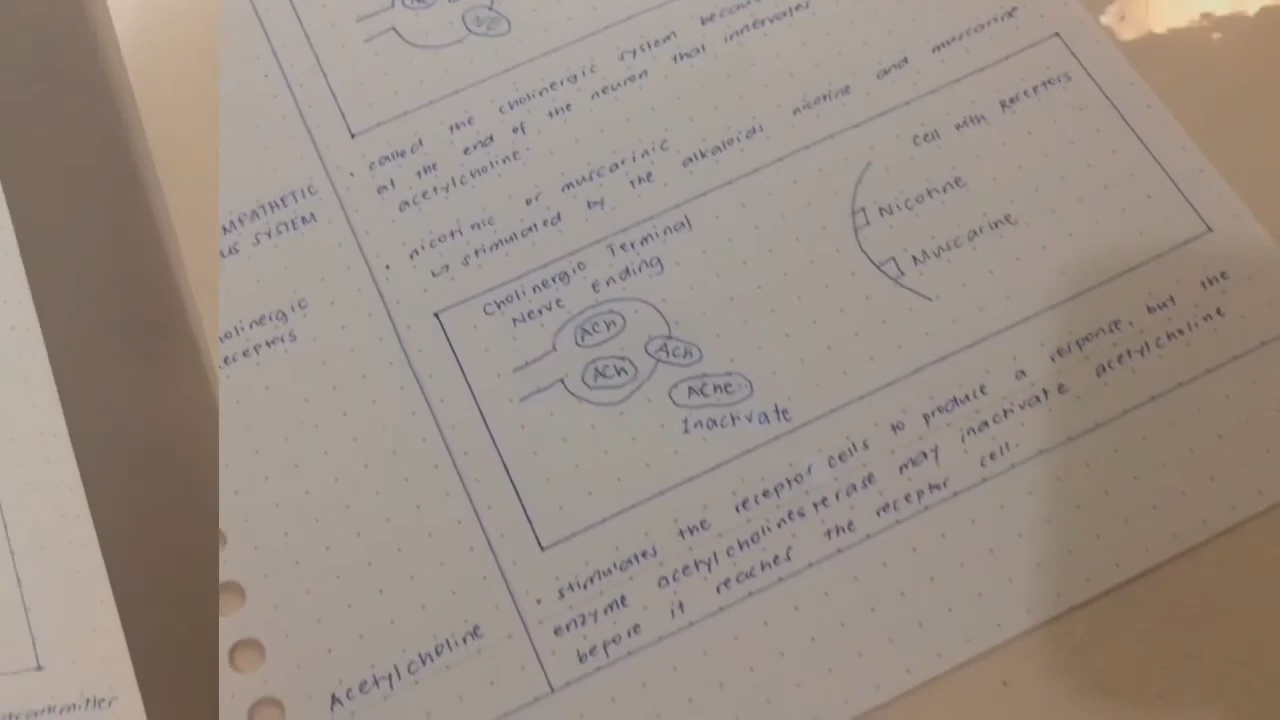 called the cholinergic system
at the end of the neuron that innervates
acetylcholine.
MPATHETIC
US SYSTEM
nicotinic or muscarinic
↳ stimulated by the alkaloids nicotine and muscarine
olinergic
eceptors
Cholinergic Terminal
Nerve Ending
ACh
ACh
ACh
AChe
Inactivate
cell with Receptors
Nicotine
Muscarine
Acetylcholine
stimulates the receptor cells to produce a response, but the
enzyme acetylcholinesterase may inactivate acetylcholine
before it reaches the receptor cell.